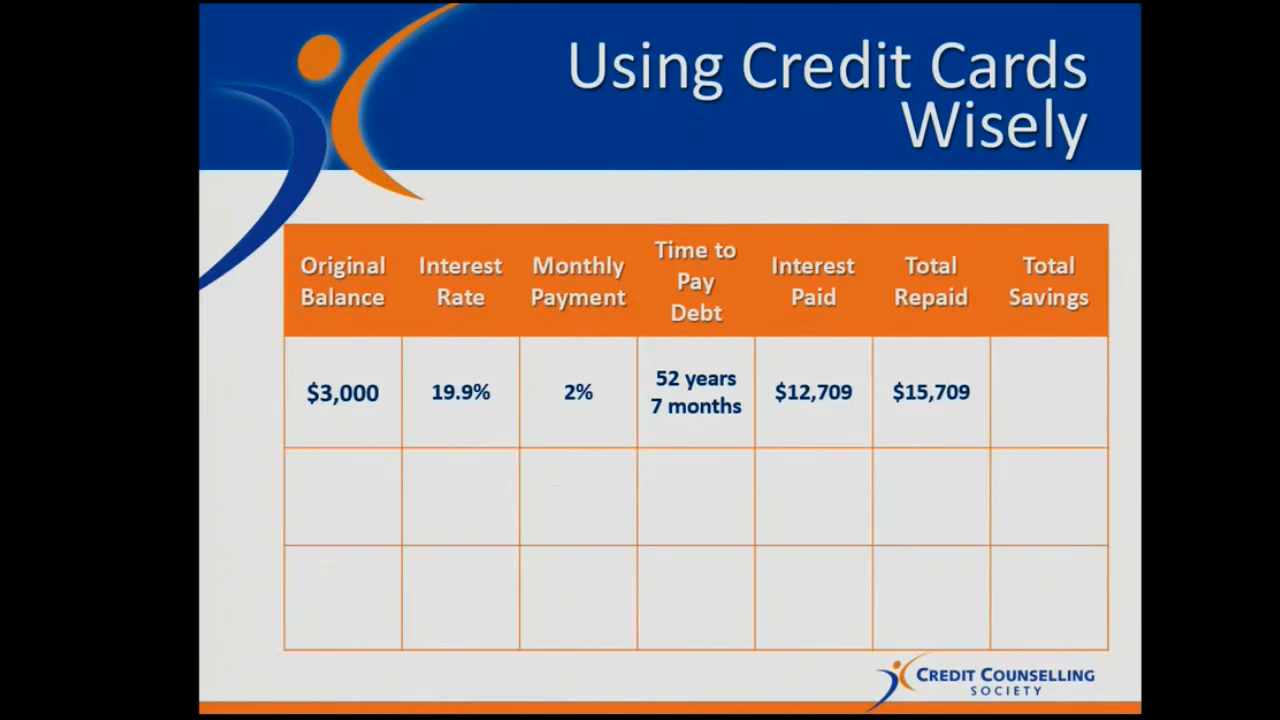 Using Credit Cards
Wisely
Original Balance
Interest Rate
Monthly Payment
Time to Pay Debt
Interest Paid
Total Repaid
Total Savings
$3,000
19.9%
2%
52 years
7 months
$12,709
$15,709
CREDIT COUNSELLING
SOCIETY